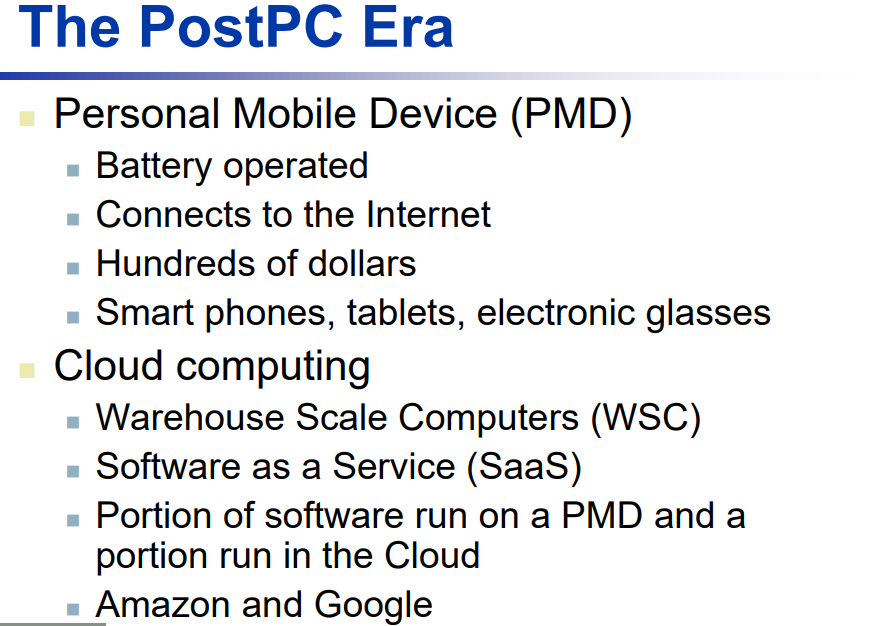 The PostPC Era
Personal Mobile Device (PMD)
Battery operated
Connects to the Internet
Hundreds of dollars
Smart phones, tablets, electronic glasses
Cloud computing
Warehouse Scale Computers (WSC)
Software as a Service (SaaS)
Portion of software run on a PMD and a
portion run in the Cloud
Amazon and Google